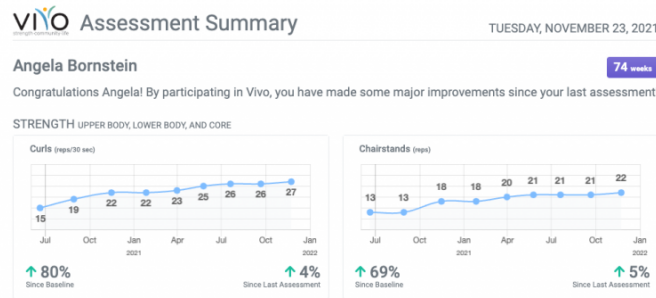 VIVO Assessment Summary
strength community life
TUESDAY, NOVEMBER 23, 2021
Angela Bornstein
74 weeks
Congratulations Angela! By participating in Vivo, you have made some major improvements since your last assessment
STRENGTH UPPER BODY, LOWER BODY, AND CORE
Curls (reps/30 sec)
15 19 22 22 23 25 26 26 27
Jul Oct Jan Apr Jul Oct Jan
2021 2022
80% 4%
Since Baseline Since Last Assessment
Chairstands (reps)
13 13 18 18 20 21 21 21 22
Jul Oct Jan Apr Jul Oct Jan
2021 2022
69% 5%
Since Baseline Since Last Assessment